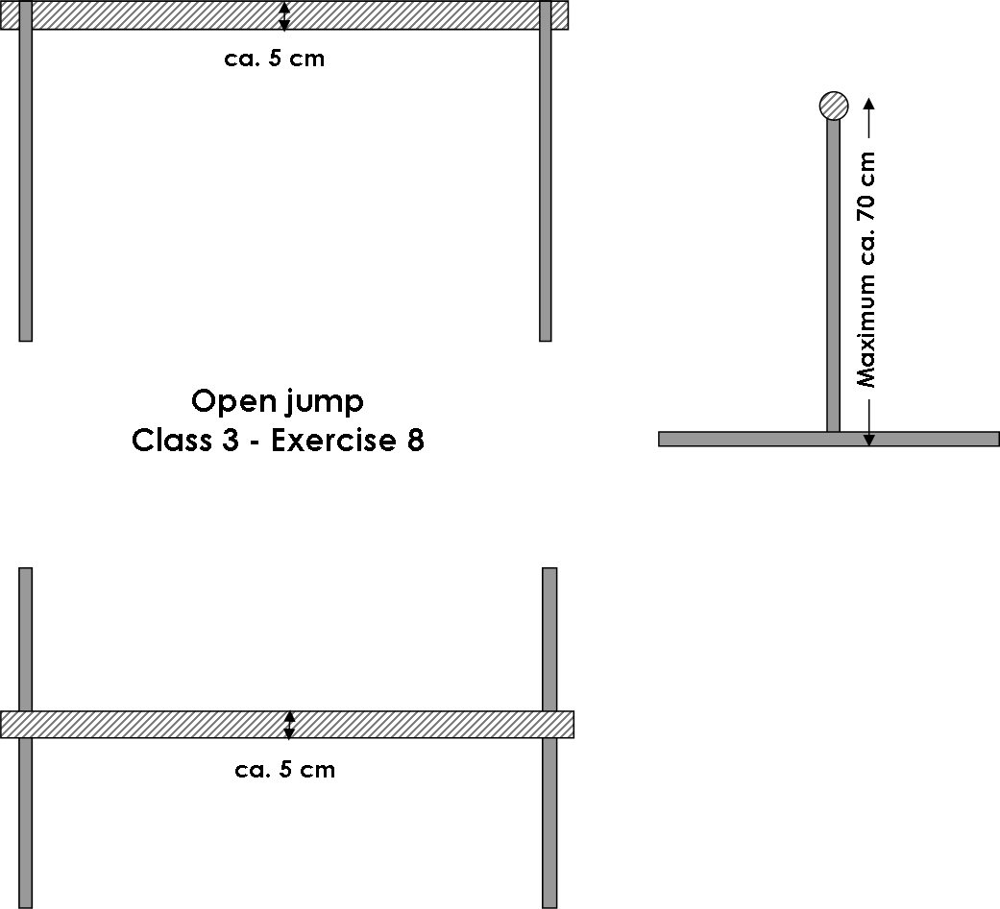 ca. 5 cm
Maximum ca. 70 cm
Open jump
Class 3 - Exercise 8
ca. 5 cm